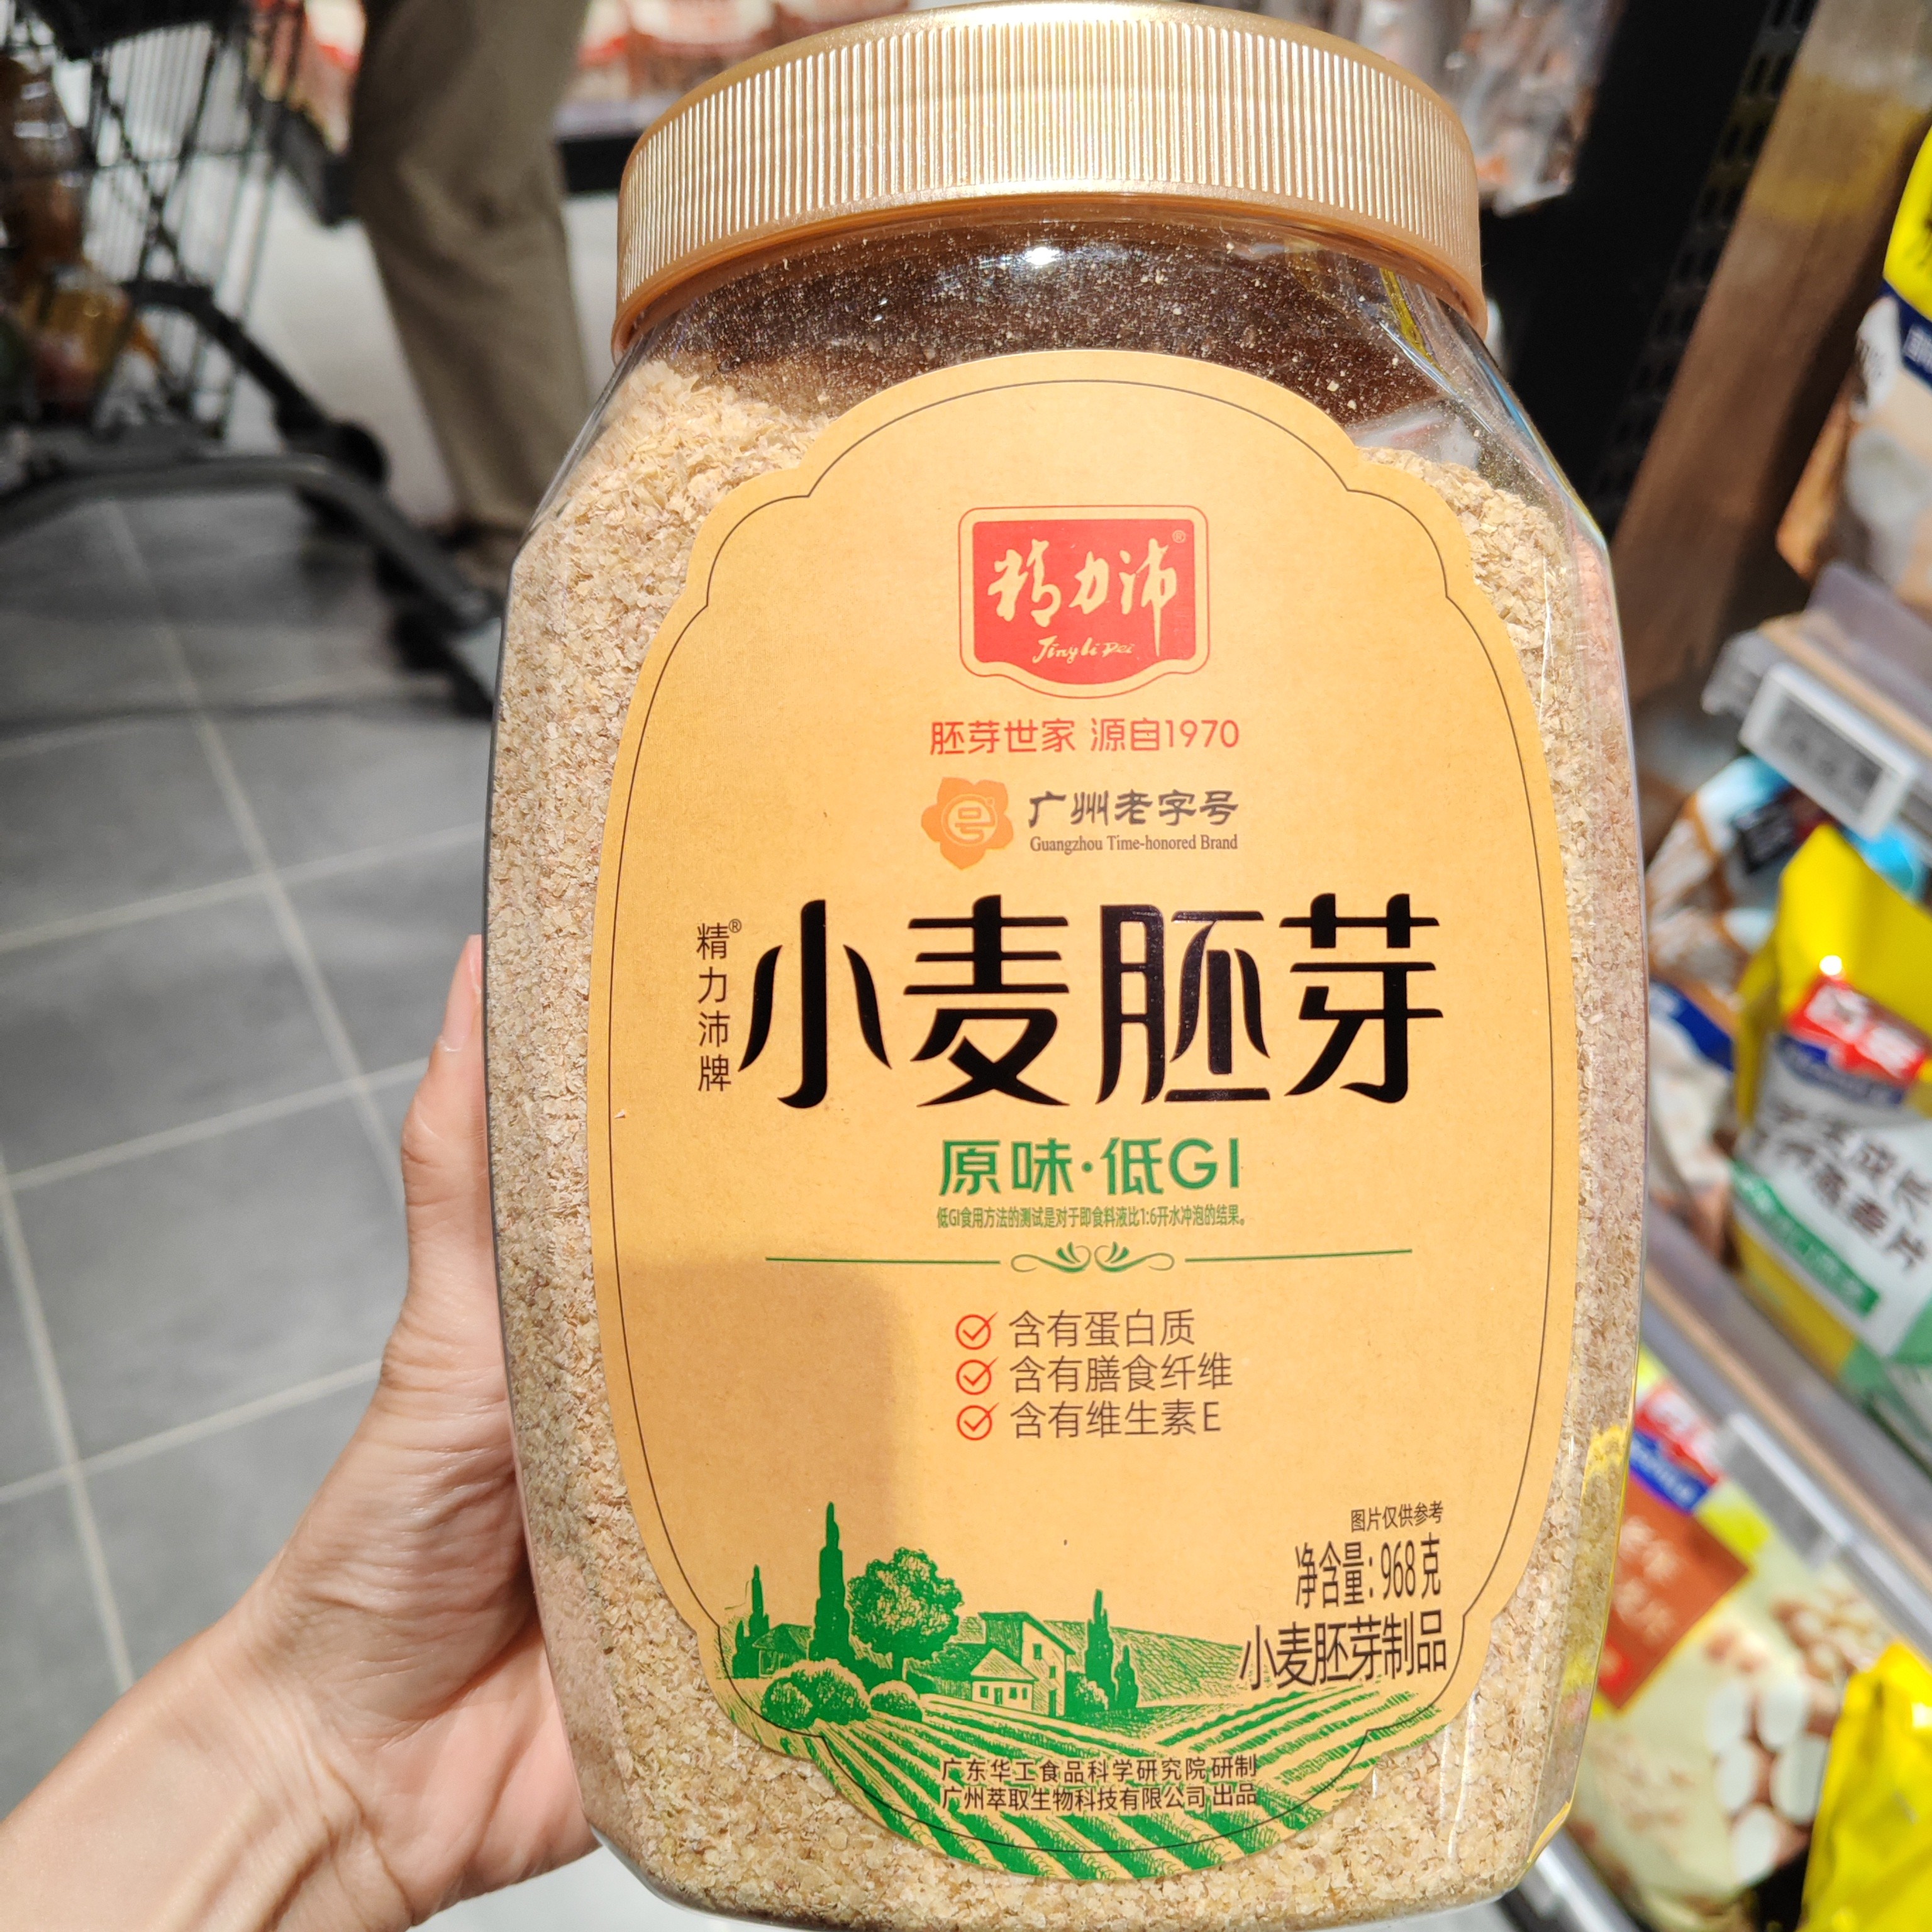 精力沛®
Jing Li Pei
胚芽世家 源自1970
号
广州老字号
Guangzhou Time-honored Brand
精力沛牌®
小麦胚芽
原味·低GI
低GI食用方法的测试是对于即食料液比1:6开水冲泡的结果。
含有蛋白质
含有膳食纤维
含有维生素E
图片仅供参考
净含量:968克
小麦胚芽制品
广东华工食品科学研究院 研制
广州萃取生物科技有限公司 出品